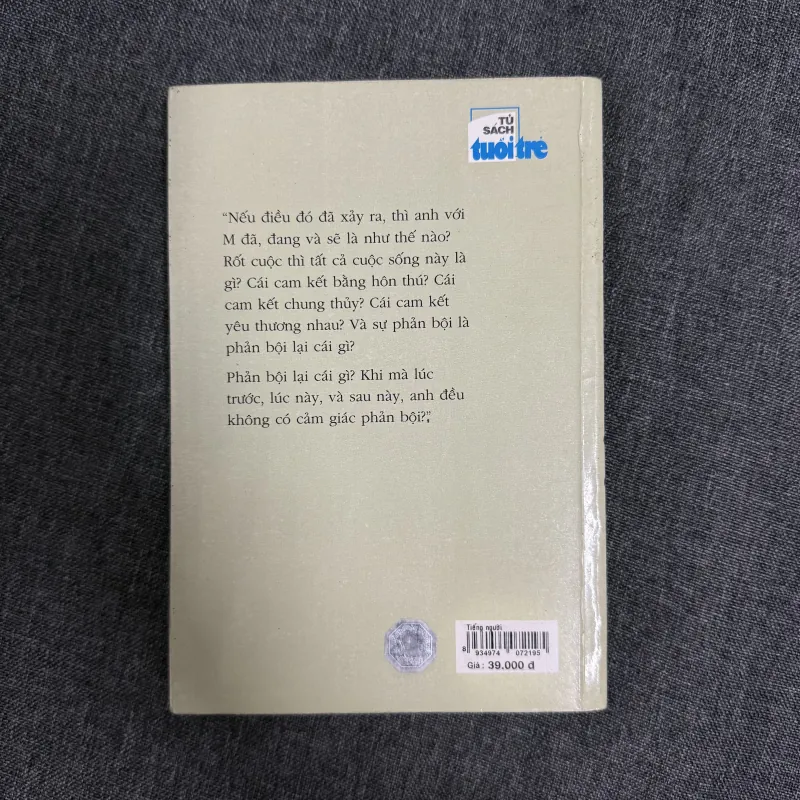 TỦ
SÁCH
tuổi trẻ
“Nếu điều đó đã xảy ra, thì anh với
M đã, đang và sẽ là như thế nào?
Rốt cuộc thì tất cả cuộc sống này là
gì? Cái cam kết bằng hôn thú? Cái
cam kết chung thủy? Cái cam kết
yêu thương nhau? Và sự phản bội là
phản bội lại cái gì?
Phản bội lại cái gì? Khi mà lúc
trước, lúc này, và sau này, anh đều
không có cảm giác phản bội?”,
Tiếng người
8 934974 072195
Giá : 39.000 đ